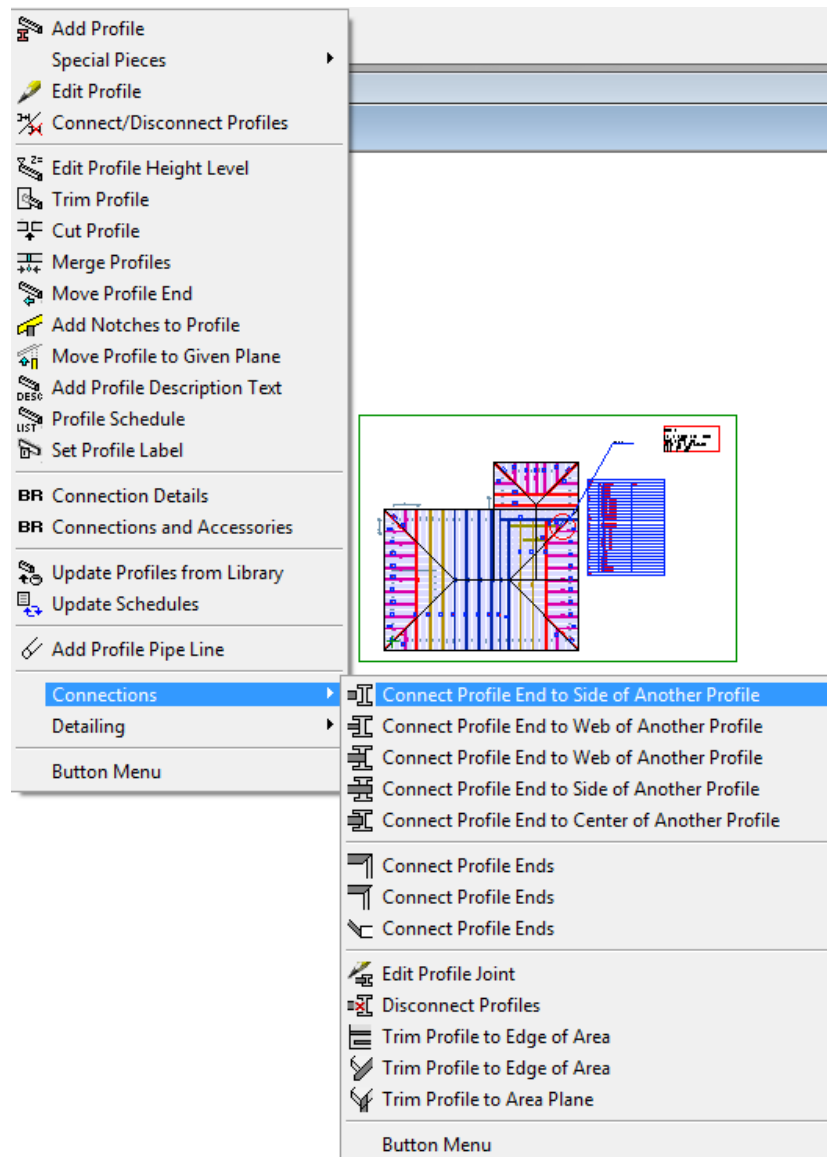 Add Profile
Special Pieces
Edit Profile
Connect/Disconnect Profiles
Z=
Edit Profile Height Level
Trim Profile
Cut Profile
Merge Profiles
Move Profile End
Add Notches to Profile
Move Profile to Given Plane
DESC Add Profile Description Text
LIST Profile Schedule
Set Profile Label
BR Connection Details
BR Connections and Accessories
Update Profiles from Library
Update Schedules
Add Profile Pipe Line
Connections
Detailing
Button Menu
Connect Profile End to Side of Another Profile
Connect Profile End to Web of Another Profile
Connect Profile End to Web of Another Profile
Connect Profile End to Side of Another Profile
Connect Profile End to Center of Another Profile
Connect Profile Ends
Connect Profile Ends
Connect Profile Ends
Edit Profile Joint
Disconnect Profiles
Trim Profile to Edge of Area
Trim Profile to Edge of Area
Trim Profile to Area Plane
Button Menu